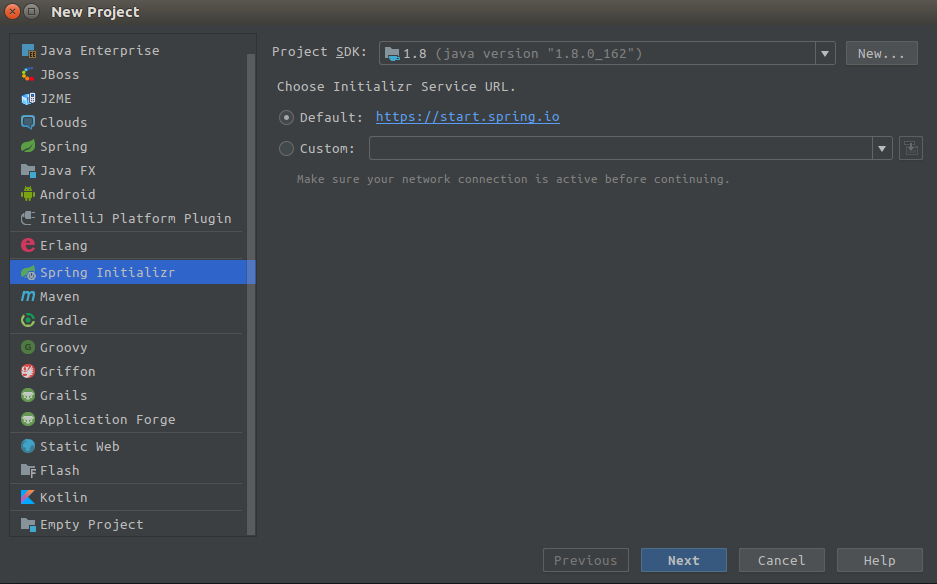 New Project
Java Enterprise
JBoss
J2ME
Clouds
Spring
Java FX
Android
IntelliJ Platform Plugin
Erlang
Spring Initializr
Maven
Gradle
Groovy
Griffon
Grails
Application Forge
Static Web
Flash
Kotlin
Empty Project
Project SDK: 1.8 (java version "1.8.0_162") New...
Choose Initializr Service URL.
Default: https://start.spring.io
Custom:
Make sure your network connection is active before continuing.
Previous Next Cancel Help